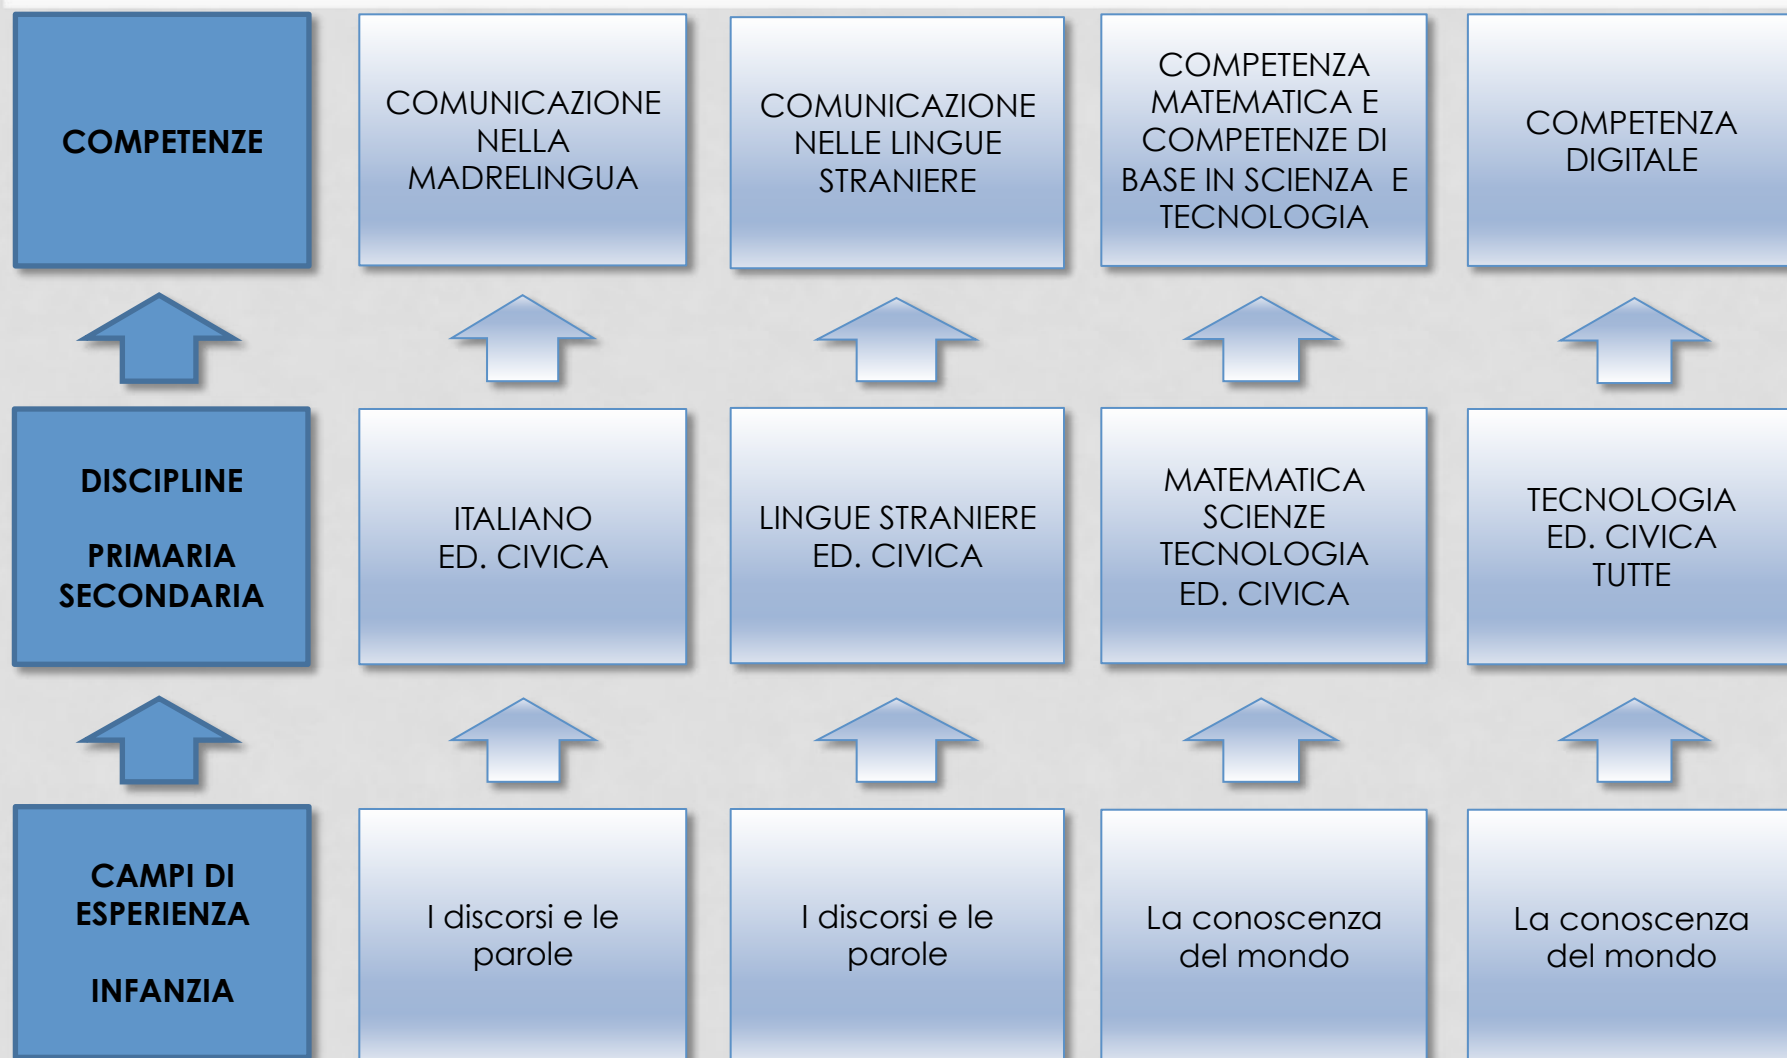 COMPETENZE
COMUNICAZIONE
NELLA
MADRELINGUA
COMUNICAZIONE
NELLE LINGUE
STRANIERE
COMPETENZA
MATEMATICA E
COMPETENZE DI
BASE IN SCIENZA  E
TECNOLOGIA
COMPETENZA
DIGITALE
DISCIPLINE
PRIMARIA
SECONDARIA
ITALIANO
ED. CIVICA
LINGUE STRANIERE
ED. CIVICA
MATEMATICA
SCIENZE
TECNOLOGIA
ED. CIVICA
TECNOLOGIA
ED. CIVICA
TUTTE
CAMPI DI
ESPERIENZA
INFANZIA
I discorsi e le
parole
I discorsi e le
parole
La conoscenza
del mondo
La conoscenza
del mondo